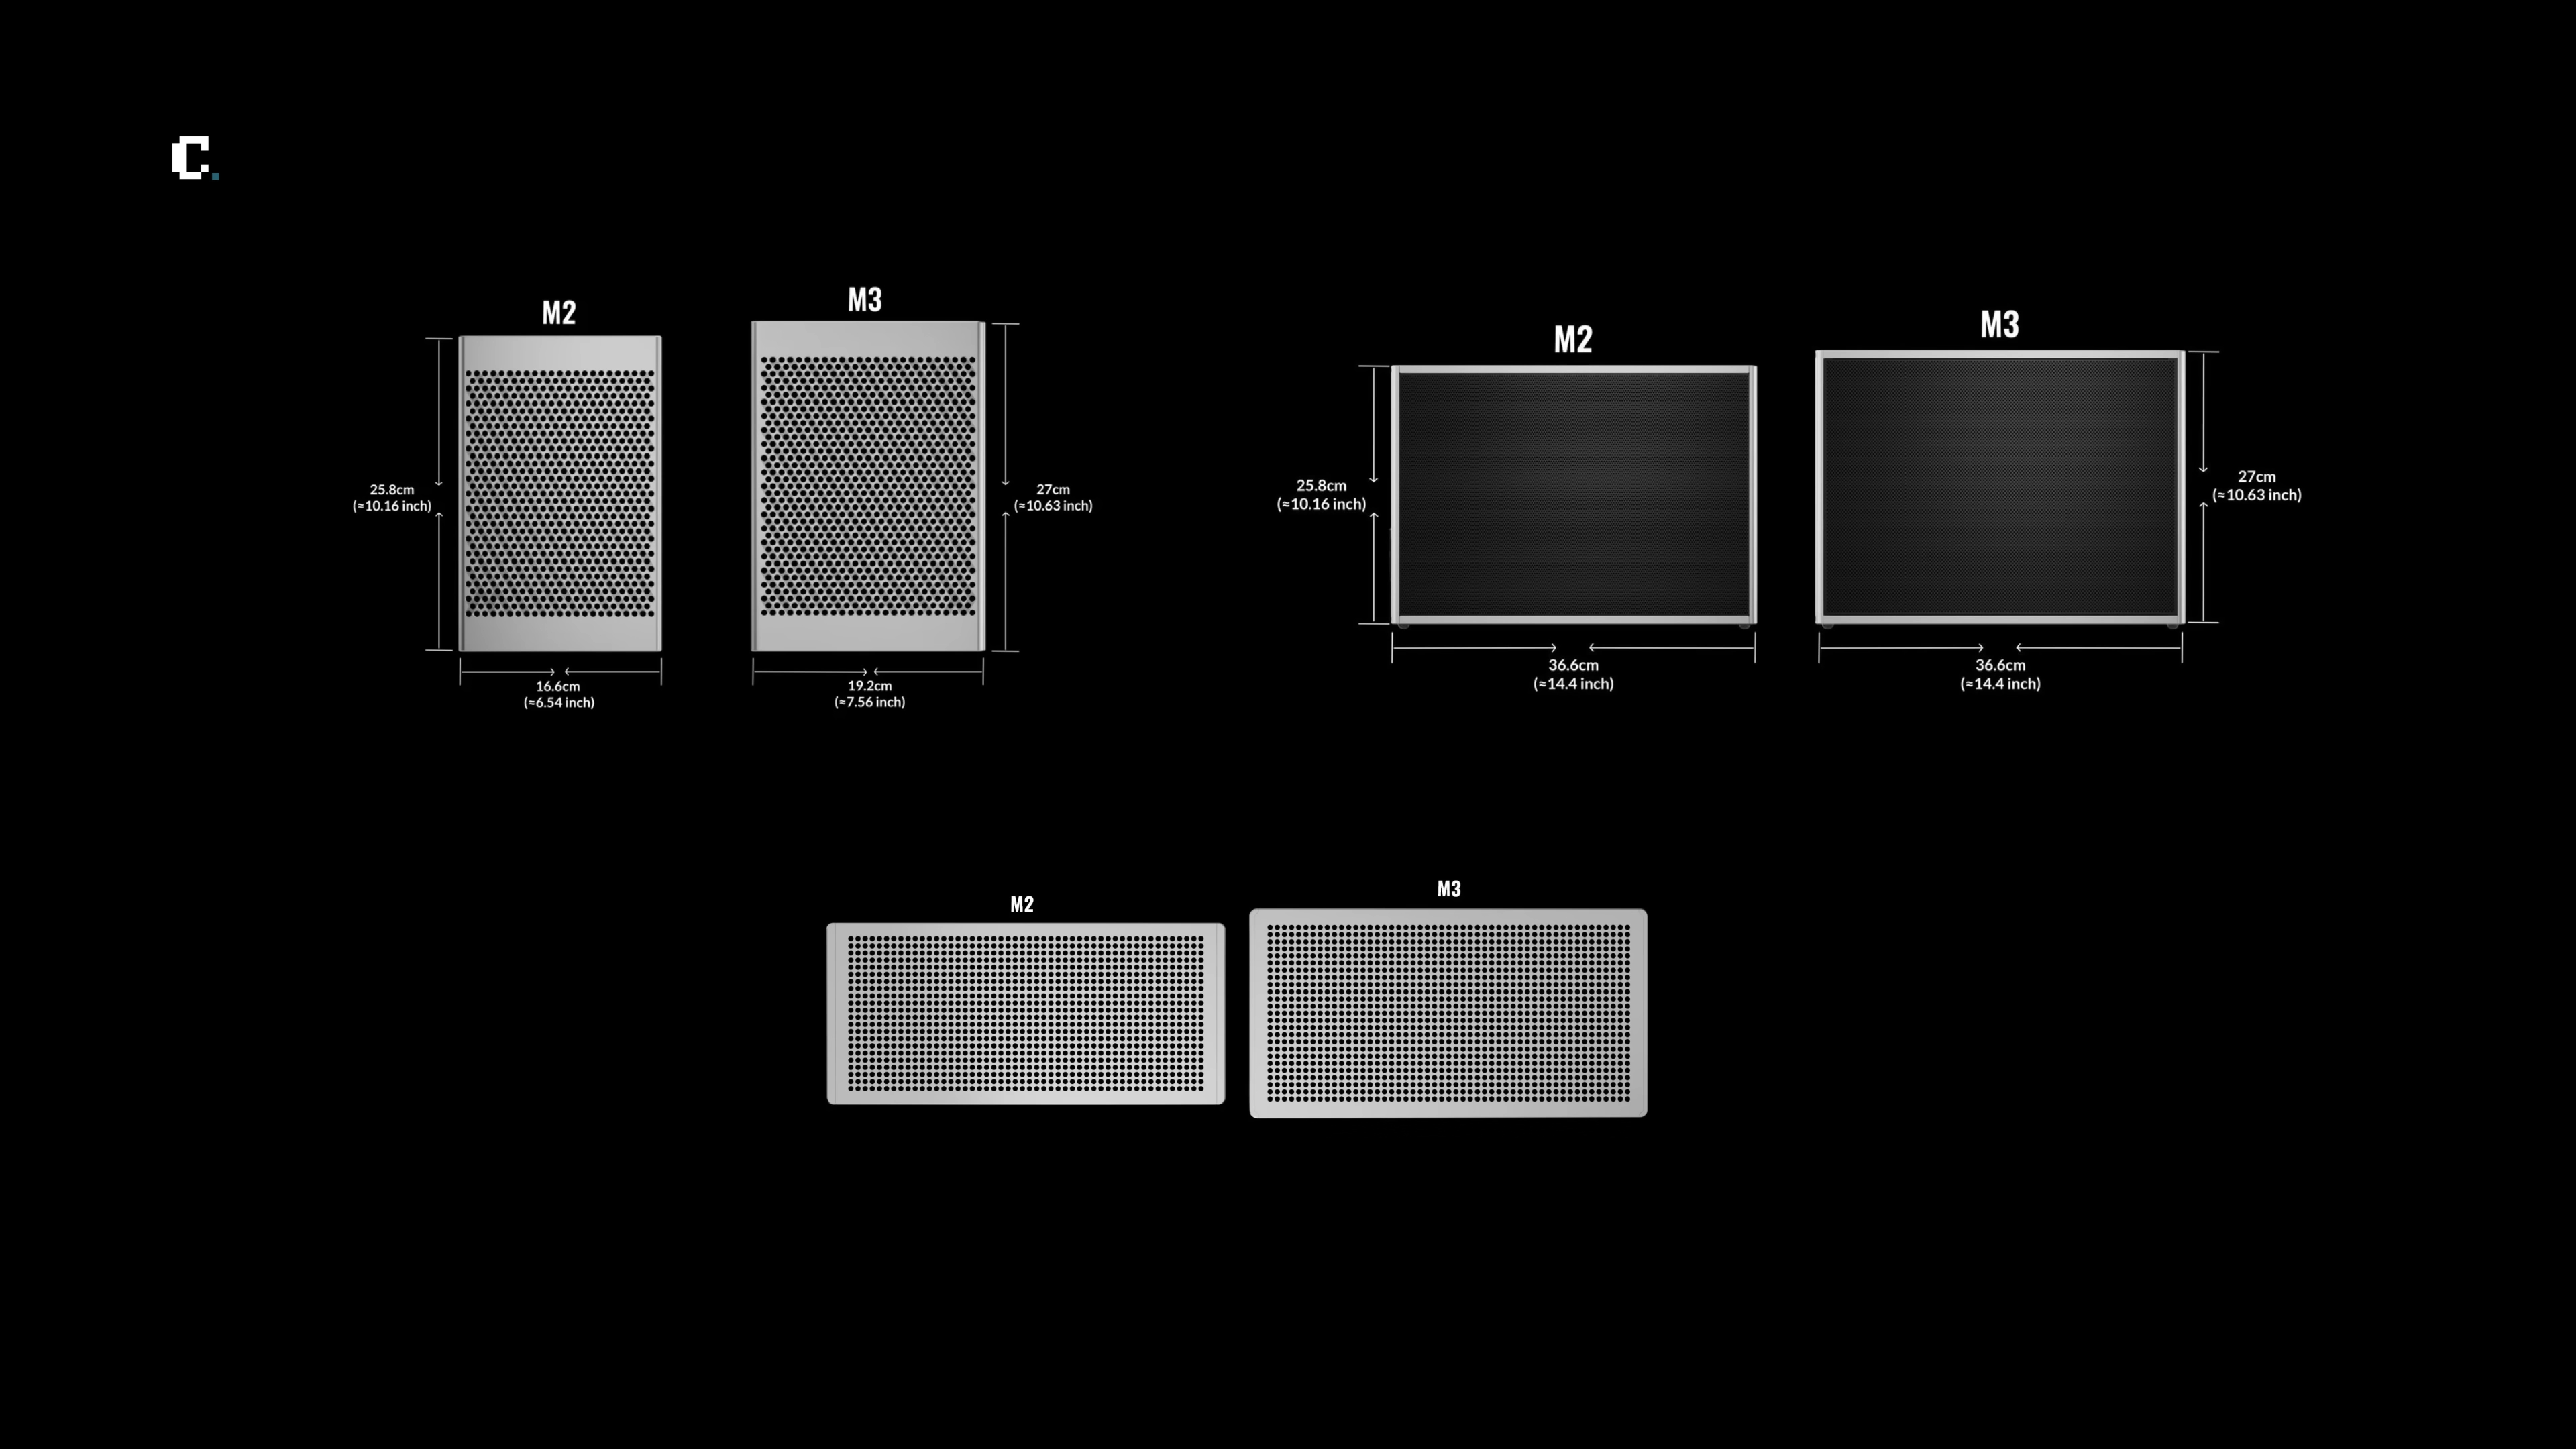 C.
M2
M3
25.8cm
(≈10.16 inch)
27cm
(≈10.63 inch)
16.6cm
(≈6.54 inch)
19.2cm
(≈7.56 inch)
M2
M3
25.8cm
(≈10.16 inch)
27cm
(≈10.63 inch)
36.6cm
(≈14.4 inch)
36.6cm
(≈14.4 inch)
M2
M3